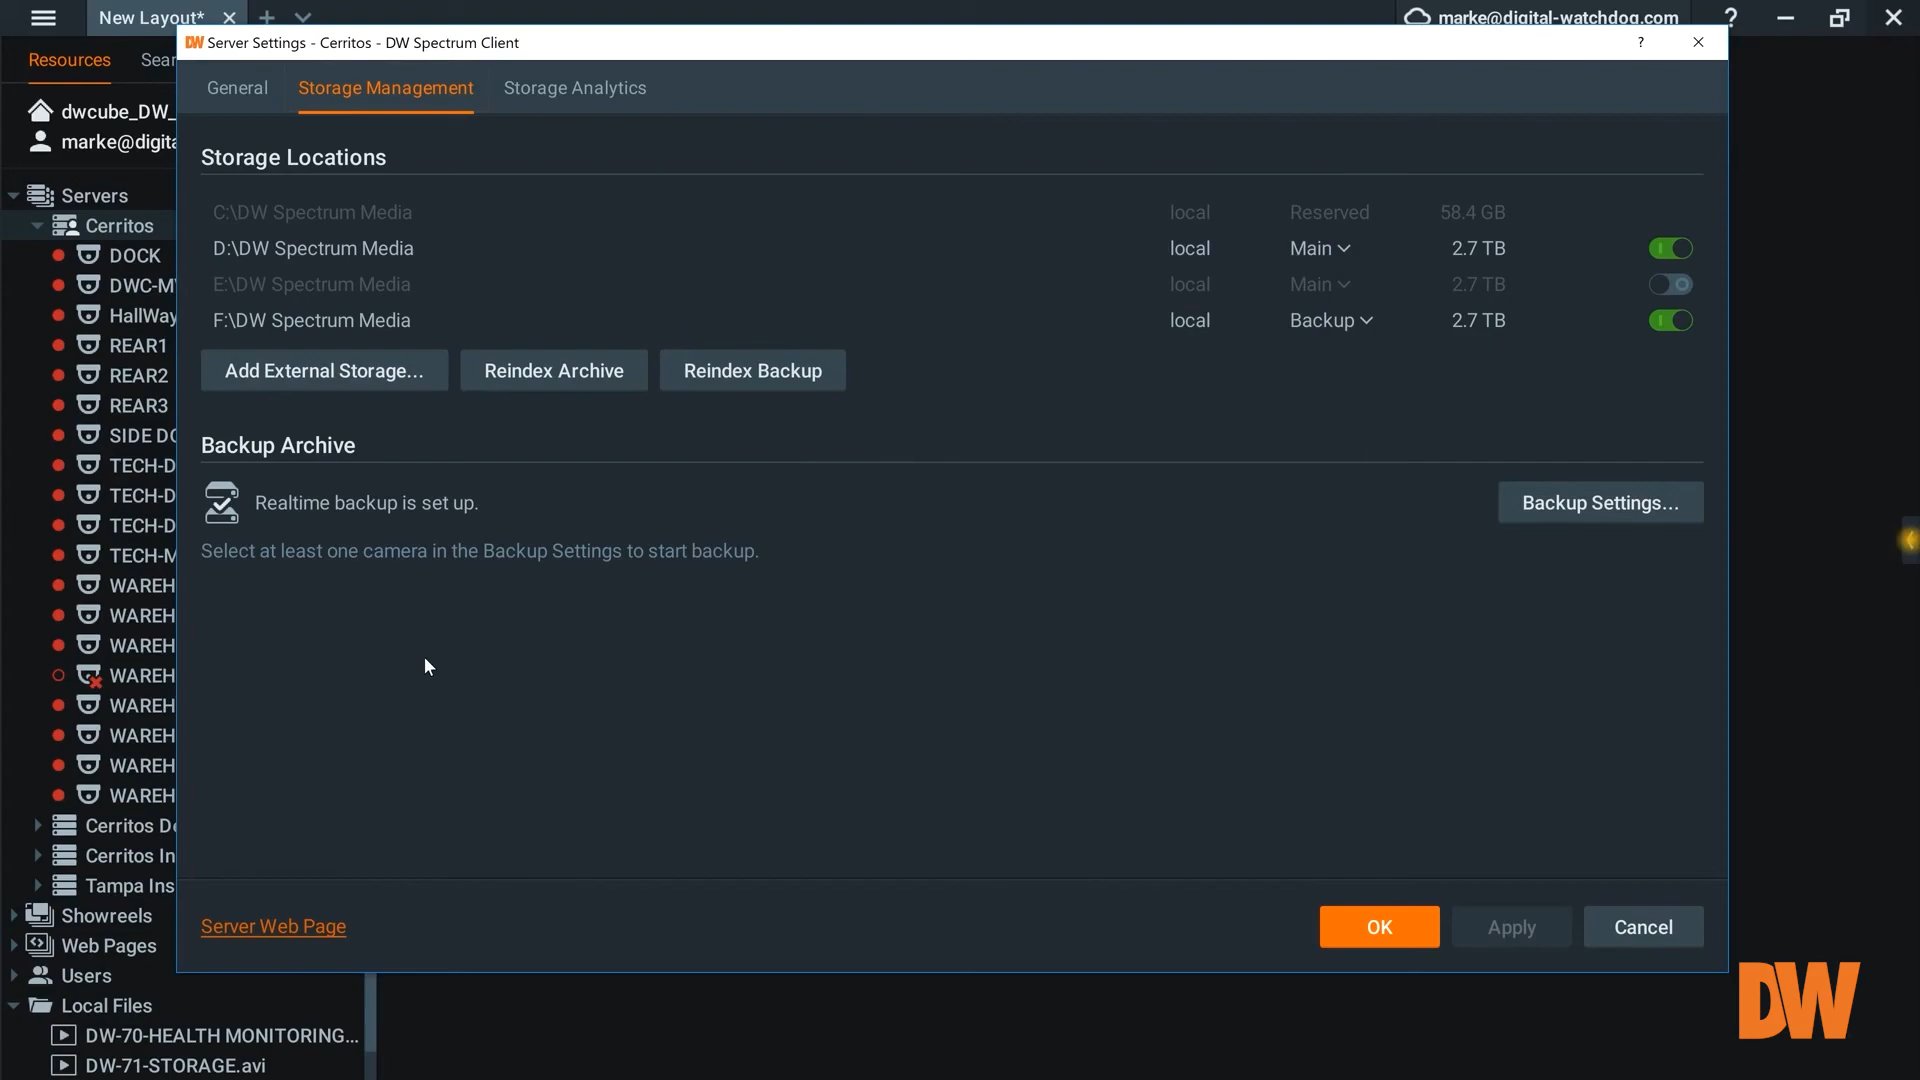 New Layout*
marke@digital-watchdog.com
?
DW Server Settings - Cerritos - DW Spectrum Client
?
Resources
Sear
General
Storage Management
Storage Analytics
dwcube_DW_
marke@digita
Storage Locations
Servers
Cerritos
DOCK
DWC-M
HallWay
REAR1
REAR2
REAR3
SIDE DO
TECH-D
TECH-D
TECH-D
TECH-M
WAREH
WAREH
WAREH
WAREH
WAREH
WAREH
WAREH
WAREH
Cerritos De
Cerritos In
Tampa Ins
Showreels
Web Pages
Users
Local Files
DW-70-HEALTH MONITORING...
DW-71-STORAGE.avi
C:\DW Spectrum Media local Reserved 58.4 GB
D:\DW Spectrum Media local Main 2.7 TB
E:\DW Spectrum Media local Main 2.7 TB
F:\DW Spectrum Media local Backup 2.7 TB
Add External Storage...
Reindex Archive
Reindex Backup
Backup Archive
Realtime backup is set up.
Backup Settings...
Select at least one camera in the Backup Settings to start backup.
Server Web Page
OK
Apply
Cancel
DW